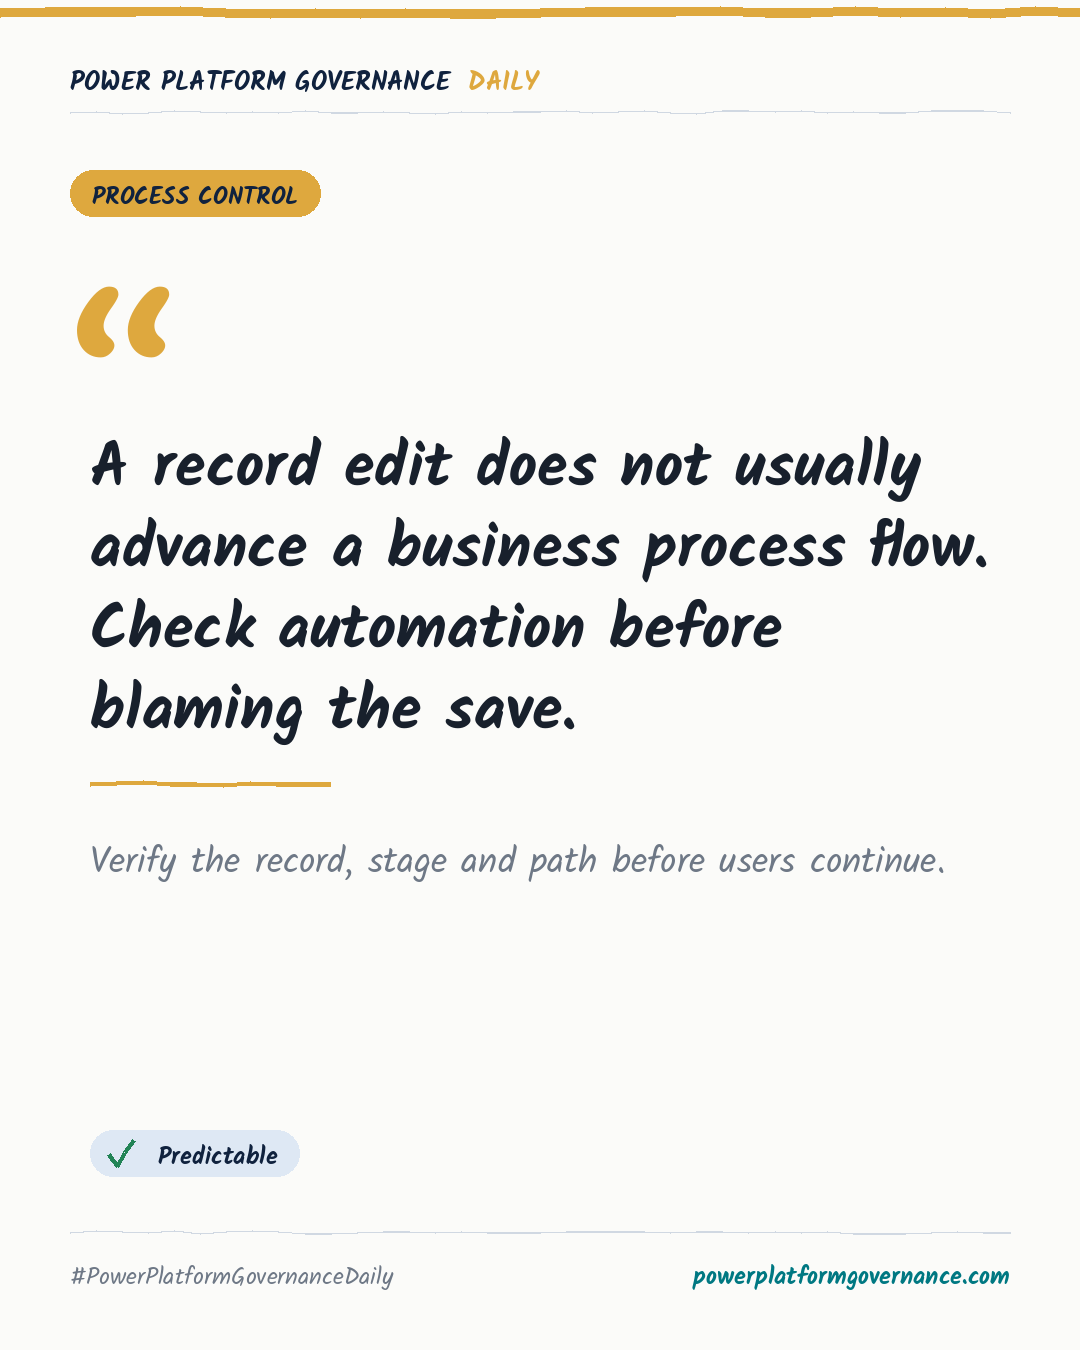 POWER PLATFORM GOVERNANCE DAILY
PROCESS CONTROL
“
A record edit does not usually
advance a business process flow.
Check automation before
blaming the save.
Verify the record, stage and path before users continue.
✓ Predictable
#PowerPlatformGovernanceDaily
powerplatformgovernance.com